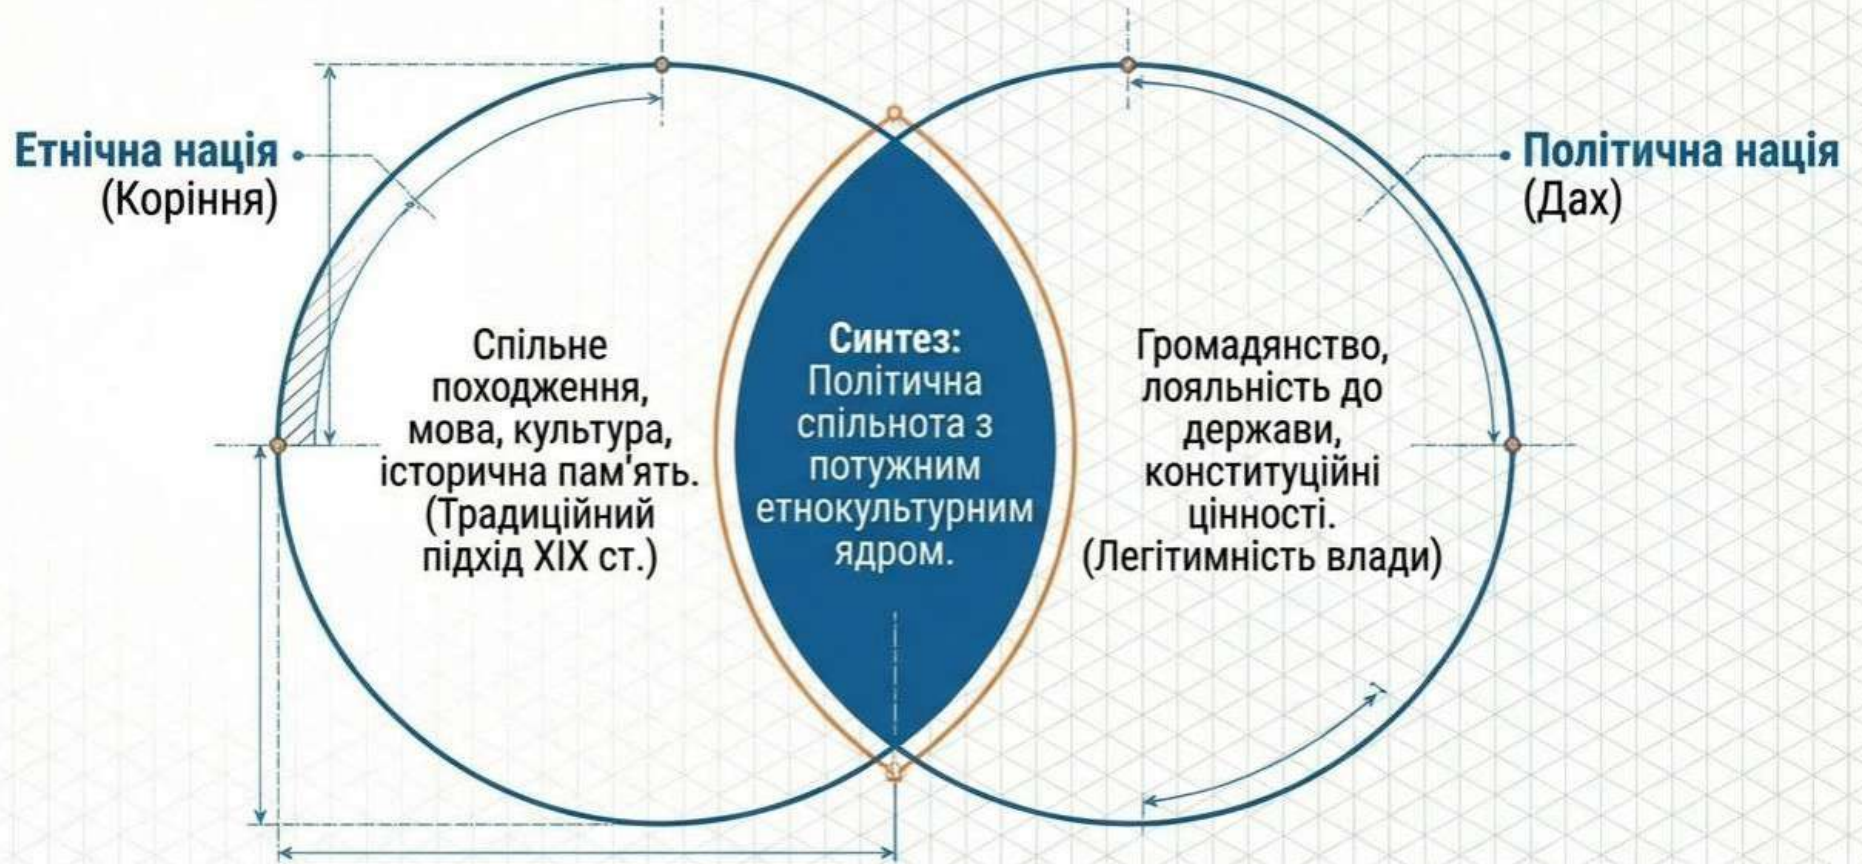 Етнічна нація
(Коріння)
Спільне
походження,
мова, культура,
історична пам'ять.
(Традиційний
підхід XIX ст.)
Синтез:
Політична
спільнота з
потужним
етнокультурним
ядром.
Політична нація
(Дах)
Громадянство,
лояльність до
держави,
конституційні
цінності.
(Легітимність влади)